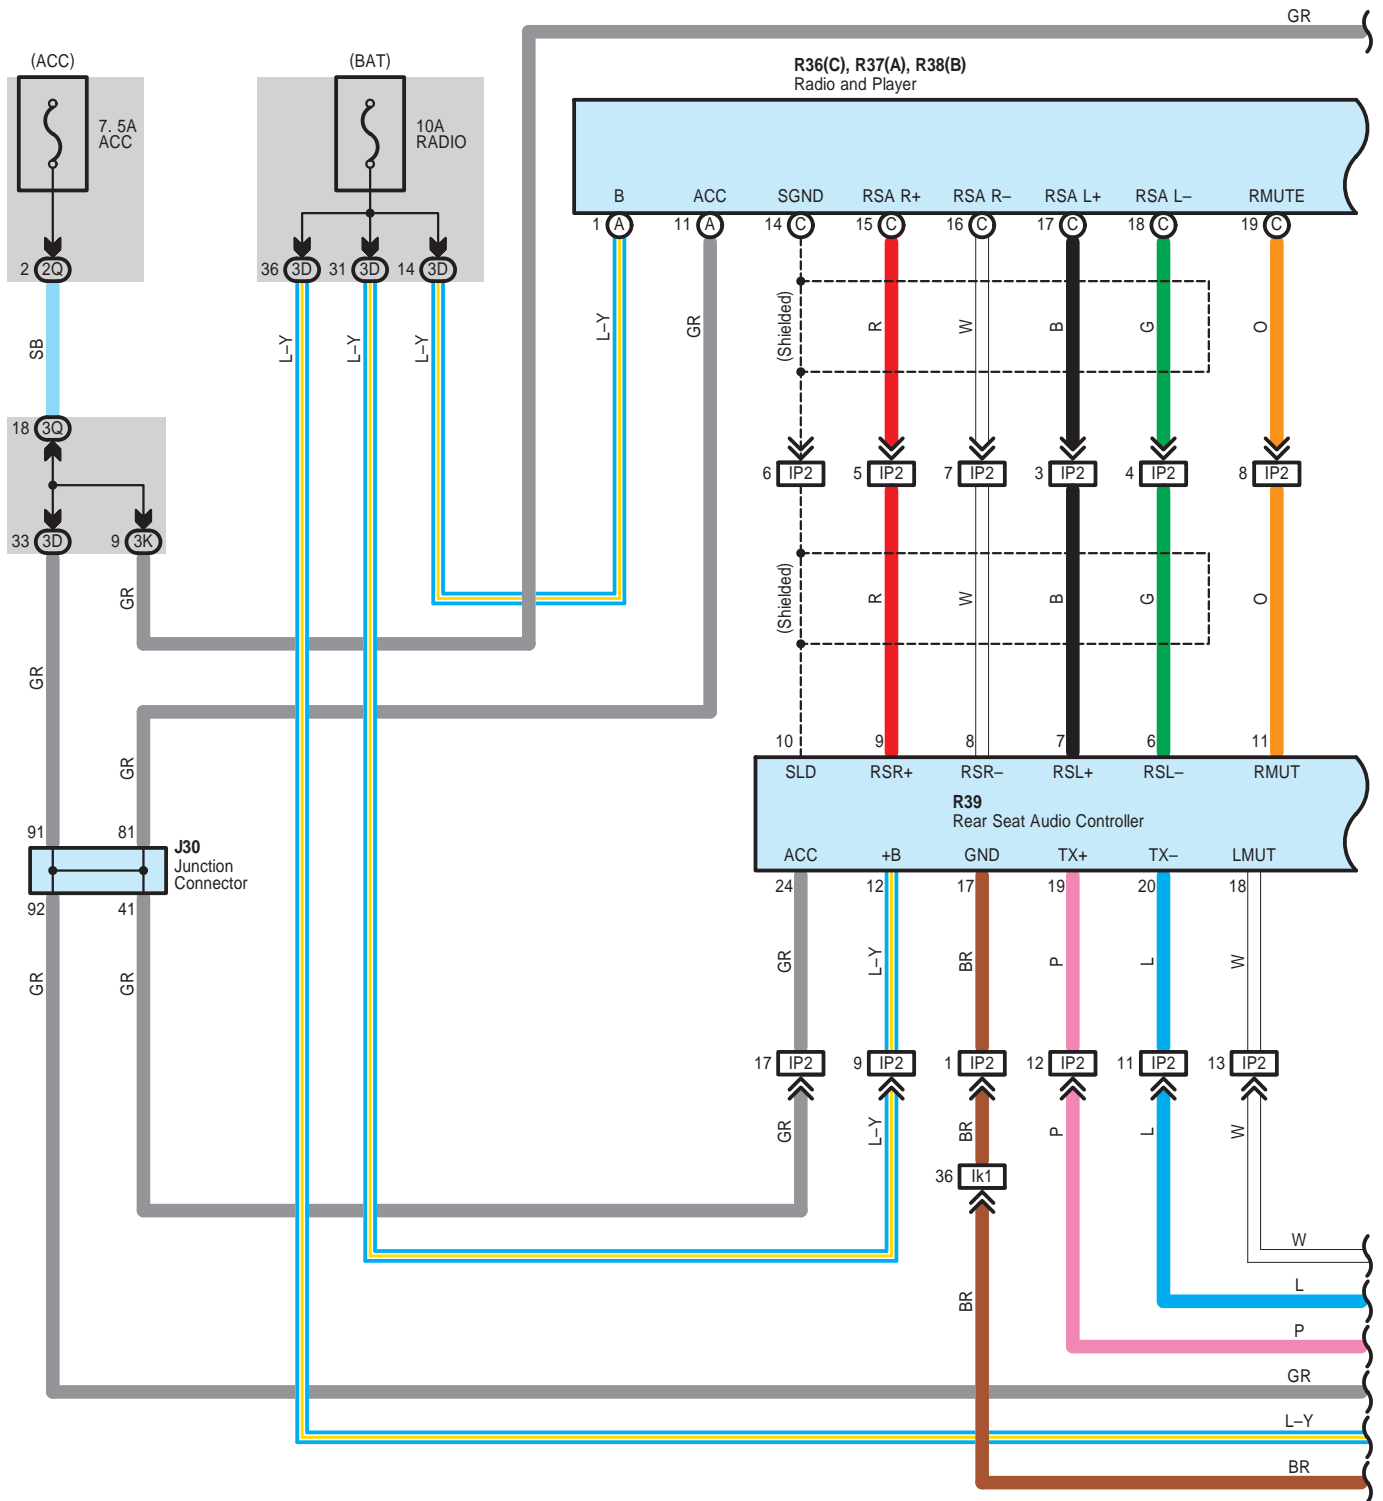 GR
(ACC)
(BAT)
R36(C), R37(A), R38(B)
Radio and Player
7. 5A
ACC
10A
RADIO
B ACC SGND RSA R+ RSA R– RSA L+ RSA L– RMUTE
1 A 11 A 14 C 15 C 16 C 17 C 18 C 19 C
2 2Q 36 3D 31 3D 14 3D
SB L–Y L–Y L–Y L–Y GR (Shielded) R W B G O
18 3Q
6 IP2 5 IP2 7 IP2 3 IP2 4 IP2 8 IP2
33 3D 9 3K
GR (Shielded) R W B G O
GR
GR
10 9 8 7 6 11
SLD RSR+ RSR– RSL+ RSL– RMUT
R39
Rear Seat Audio Controller
91 81 J30
Junction
Connector
ACC +B GND TX+ TX– LMUT
92 41
24 12 17 19 20 18
GR GR GR L–Y BR P L W
17 IP2 9 IP2 1 IP2 12 IP2 11 IP2 13 IP2
GR L–Y BR P L W
36 Ik1
W
L
BR
P
GR
L–Y
BR